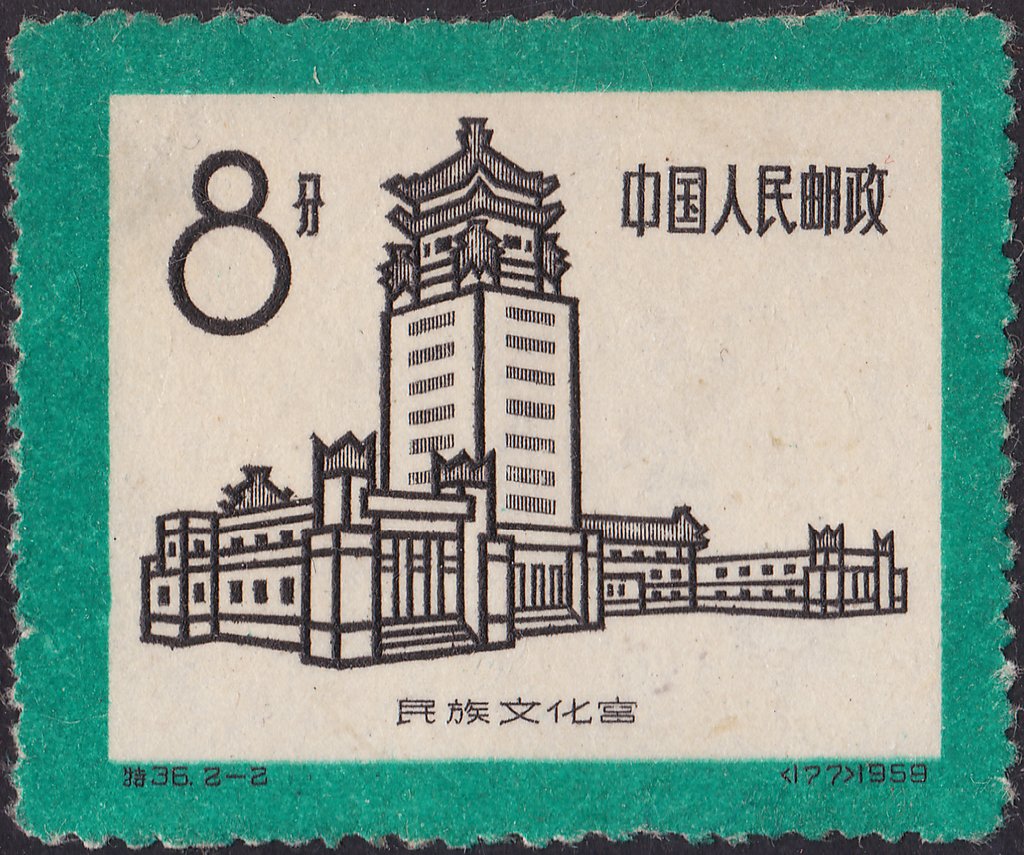 8分
中国人民邮政
民族文化宫
特36.2-2
<177>1959